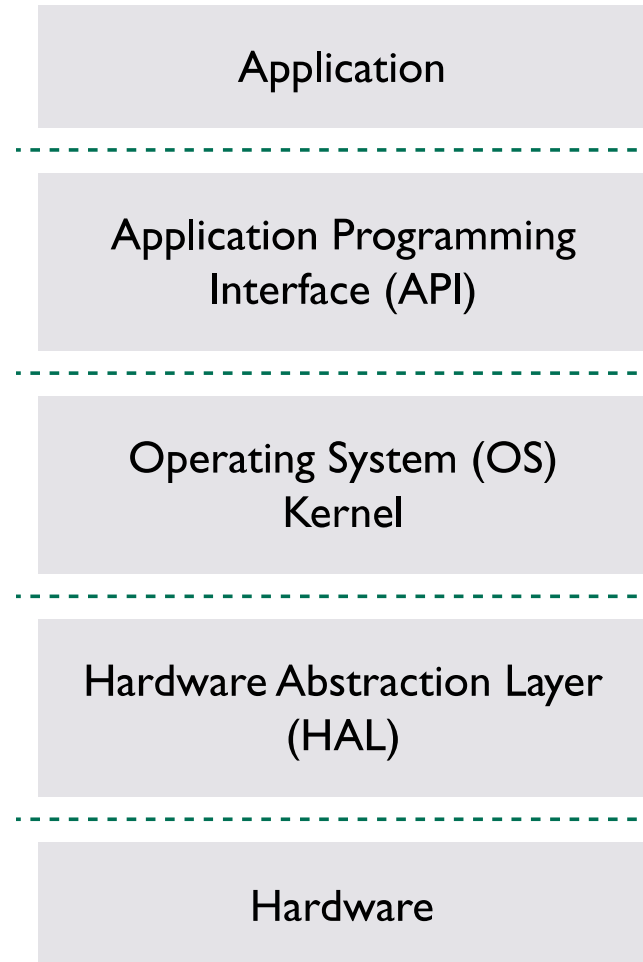 Application
Application Programming
Interface (API)
Operating System (OS)
Kernel
Hardware Abstraction Layer
(HAL)
Hardware